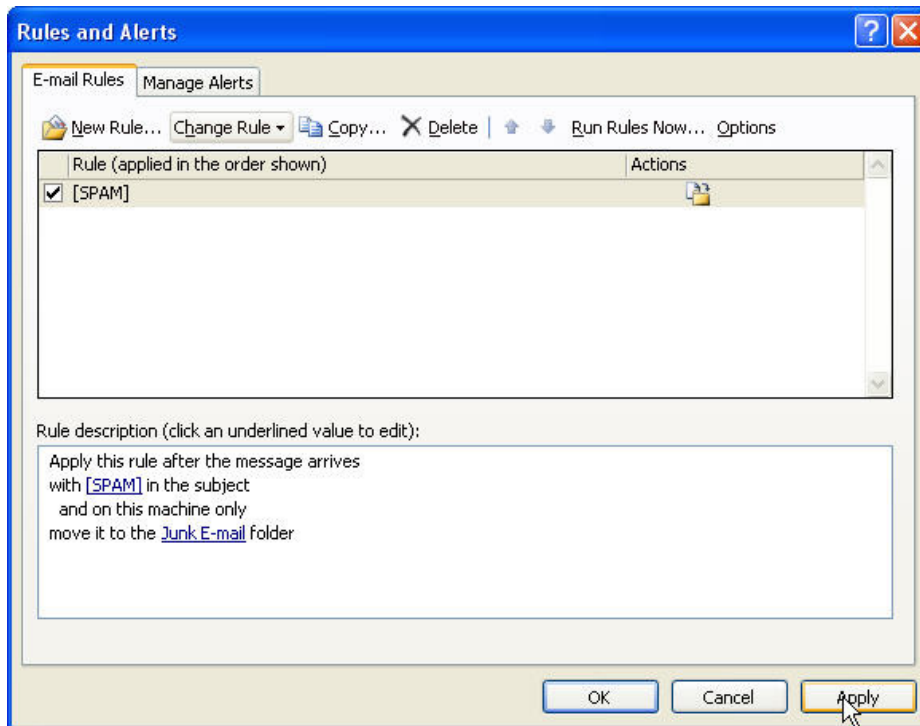 Rules and Alerts
E-mail Rules
Manage Alerts
New Rule... Change Rule Copy... Delete Run Rules Now... Options
Rule (applied in the order shown) Actions
[SPAM]
Rule description (click an underlined value to edit):
Apply this rule after the message arrives
with [SPAM] in the subject
and on this machine only
move it to the Junk E-mail folder
OK Cancel Apply